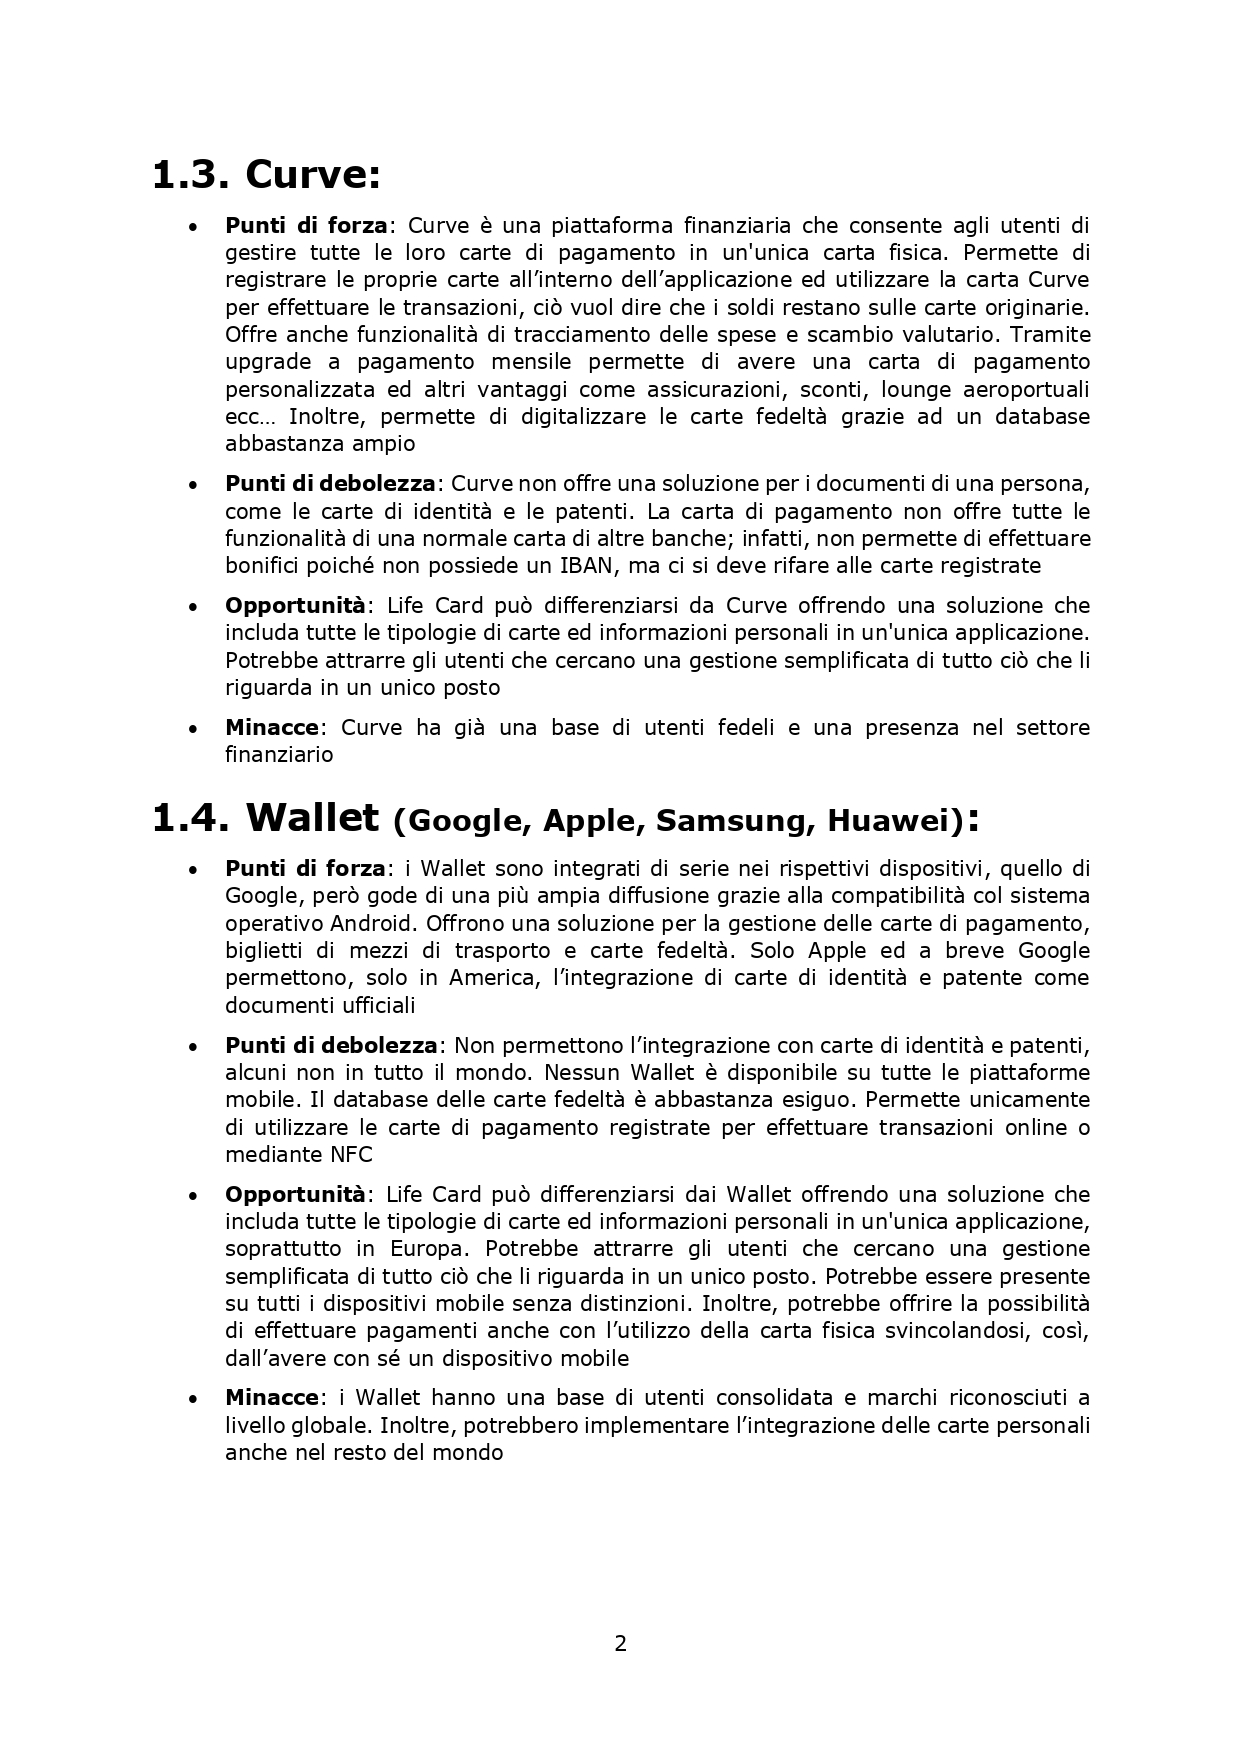 1.3. Curve:
• Punti di forza: Curve è una piattaforma finanziaria che consente agli utenti di
gestire tutte le loro carte di pagamento in un'unica carta fisica. Permette di
registrare le proprie carte all’interno dell’applicazione ed utilizzare la carta Curve
per effettuare le transazioni, ciò vuol dire che i soldi restano sulle carte originarie.
Offre anche funzionalità di tracciamento delle spese e scambio valutario. Tramite
upgrade a pagamento mensile permette di avere una carta di pagamento
personalizzata ed altri vantaggi come assicurazioni, sconti, lounge aeroportuali
ecc… Inoltre, permette di digitalizzare le carte fedeltà grazie ad un database
abbastanza ampio
• Punti di debolezza: Curve non offre una soluzione per i documenti di una persona,
come le carte di identità e le patenti. La carta di pagamento non offre tutte le
funzionalità di una normale carta di altre banche; infatti, non permette di effettuare
bonifici poiché non possiede un IBAN, ma ci si deve rifare alle carte registrate
• Opportunità: Life Card può differenziarsi da Curve offrendo una soluzione che
includa tutte le tipologie di carte ed informazioni personali in un'unica applicazione.
Potrebbe attrarre gli utenti che cercano una gestione semplificata di tutto ciò che li
riguarda in un unico posto
• Minacce: Curve ha già una base di utenti fedeli e una presenza nel settore
finanziario
1.4. Wallet (Google, Apple, Samsung, Huawei):
• Punti di forza: i Wallet sono integrati di serie nei rispettivi dispositivi, quello di
Google, però gode di una più ampia diffusione grazie alla compatibilità col sistema
operativo Android. Offrono una soluzione per la gestione delle carte di pagamento,
biglietti di mezzi di trasporto e carte fedeltà. Solo Apple ed a breve Google
permettono, solo in America, l’integrazione di carte di identità e patente come
documenti ufficiali
• Punti di debolezza: Non permettono l’integrazione con carte di identità e patenti,
alcuni non in tutto il mondo. Nessun Wallet è disponibile su tutte le piattaforme
mobile. Il database delle carte fedeltà è abbastanza esiguo. Permette unicamente
di utilizzare le carte di pagamento registrate per effettuare transazioni online o
mediante NFC
• Opportunità: Life Card può differenziarsi dai Wallet offrendo una soluzione che
includa tutte le tipologie di carte ed informazioni personali in un'unica applicazione,
soprattutto in Europa. Potrebbe attrarre gli utenti che cercano una gestione
semplificata di tutto ciò che li riguarda in un unico posto. Potrebbe essere presente
su tutti i dispositivi mobile senza distinzioni. Inoltre, potrebbe offrire la possibilità
di effettuare pagamenti anche con l’utilizzo della carta fisica svincolandosi, così,
dall’avere con sé un dispositivo mobile
• Minacce: i Wallet hanno una base di utenti consolidata e marchi riconosciuti a
livello globale. Inoltre, potrebbero implementare l’integrazione delle carte personali
anche nel resto del mondo
2